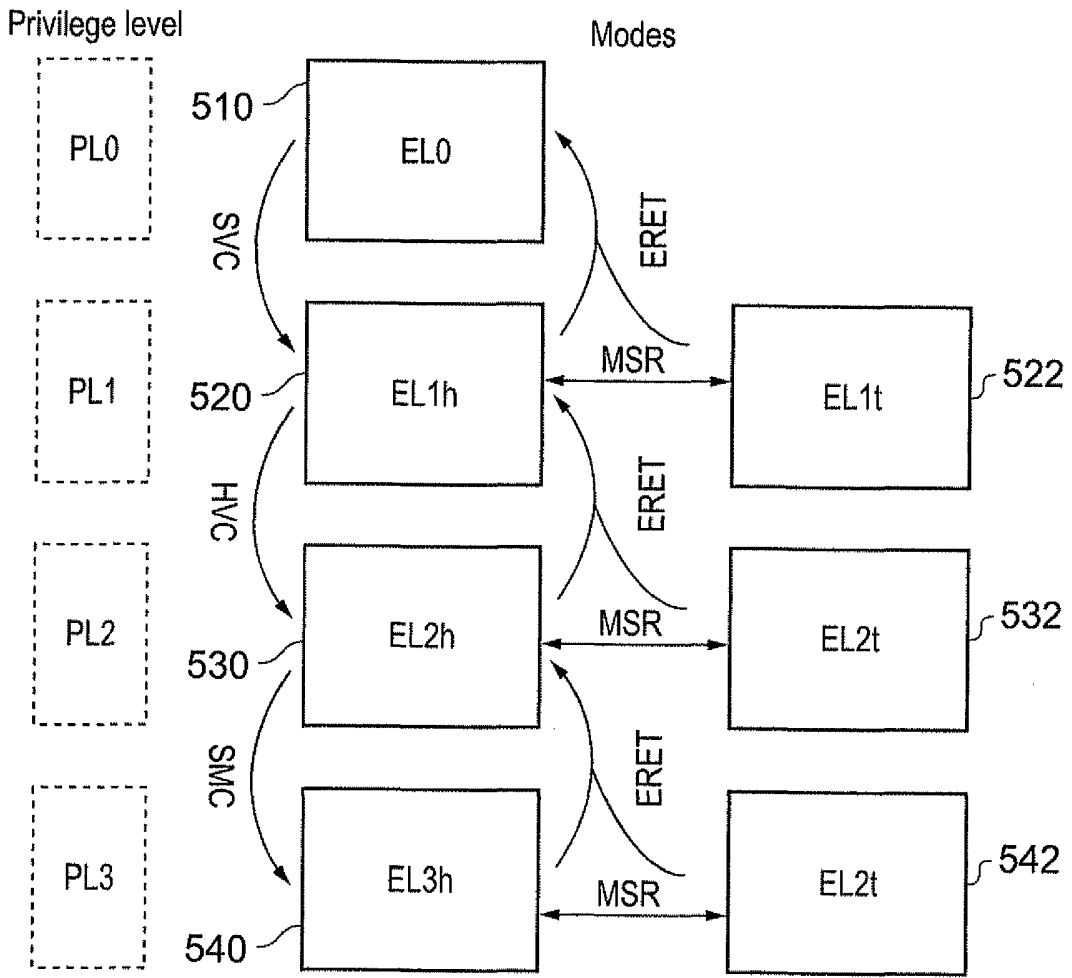 Privilege level
Modes
510
PL0
EL0
SVC
ERET
PL1
520
EL1h
MSR
EL1t
522
HVC
ERET
PL2
530
EL2h
MSR
EL2t
532
SMC
ERET
PL3
540
EL3h
MSR
EL2t
542